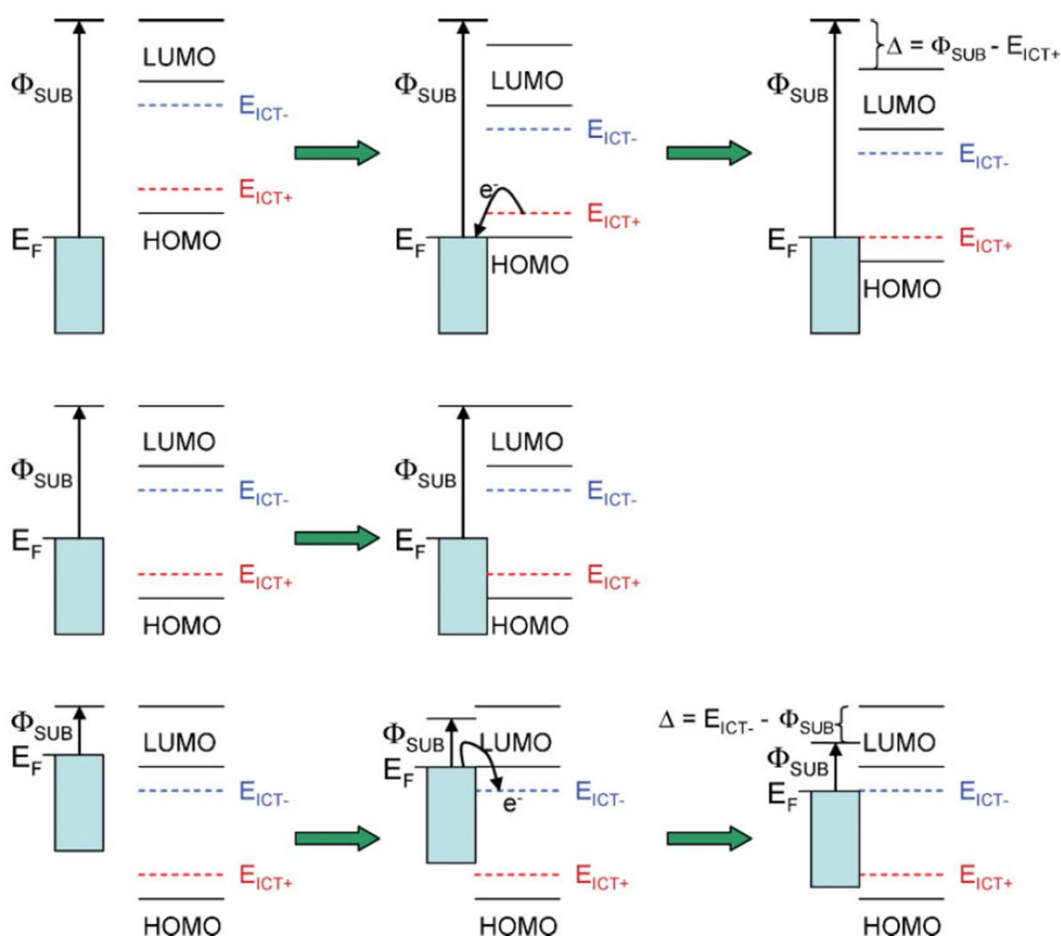 Φ_SUB
LUMO
E_ICT-
E_ICT+
E_F
HOMO
Φ_SUB
LUMO
E_ICT-
e⁻
E_ICT+
E_F
HOMO
Δ = Φ_SUB - E_ICT+
Φ_SUB
LUMO
E_ICT-
E_F
E_ICT+
HOMO
Φ_SUB
LUMO
E_ICT-
E_F
E_ICT+
HOMO
Φ_SUB
LUMO
E_ICT-
E_F
E_ICT+
HOMO
Φ_SUB
E_F
LUMO
E_ICT-
E_ICT+
HOMO
Φ_SUB
LUMO
E_F
E_ICT-
e⁻
E_ICT+
HOMO
Δ = E_ICT- - Φ_SUB
LUMO
Φ_SUB
E_F
E_ICT-
E_ICT+
HOMO